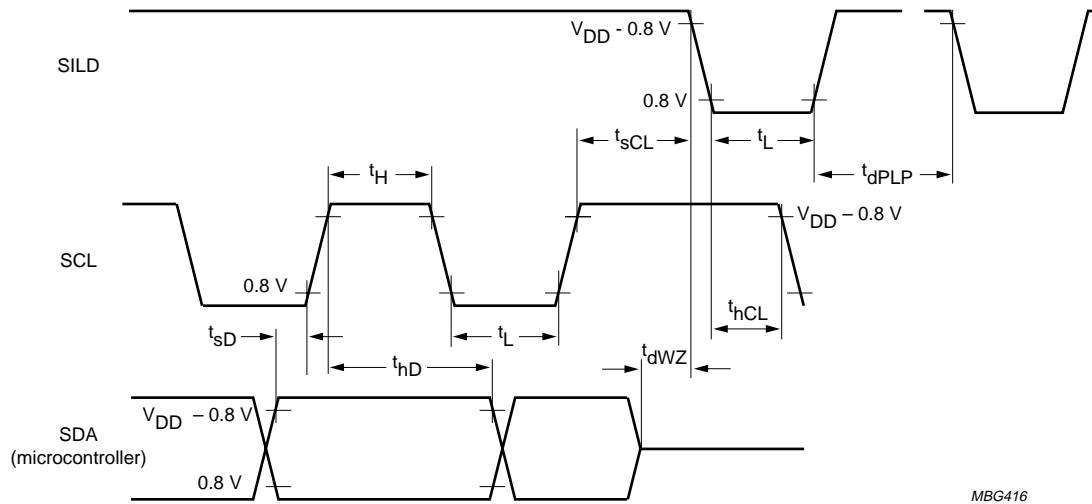 V_DD - 0.8 V
SILD
0.8 V
t_sCL
t_L
t_H
t_dPLP
V_DD – 0.8 V
SCL
0.8 V
t_hCL
t_sD
t_L
t_dWZ
t_hD
V_DD – 0.8 V
SDA
(microcontroller)
0.8 V
MBG416